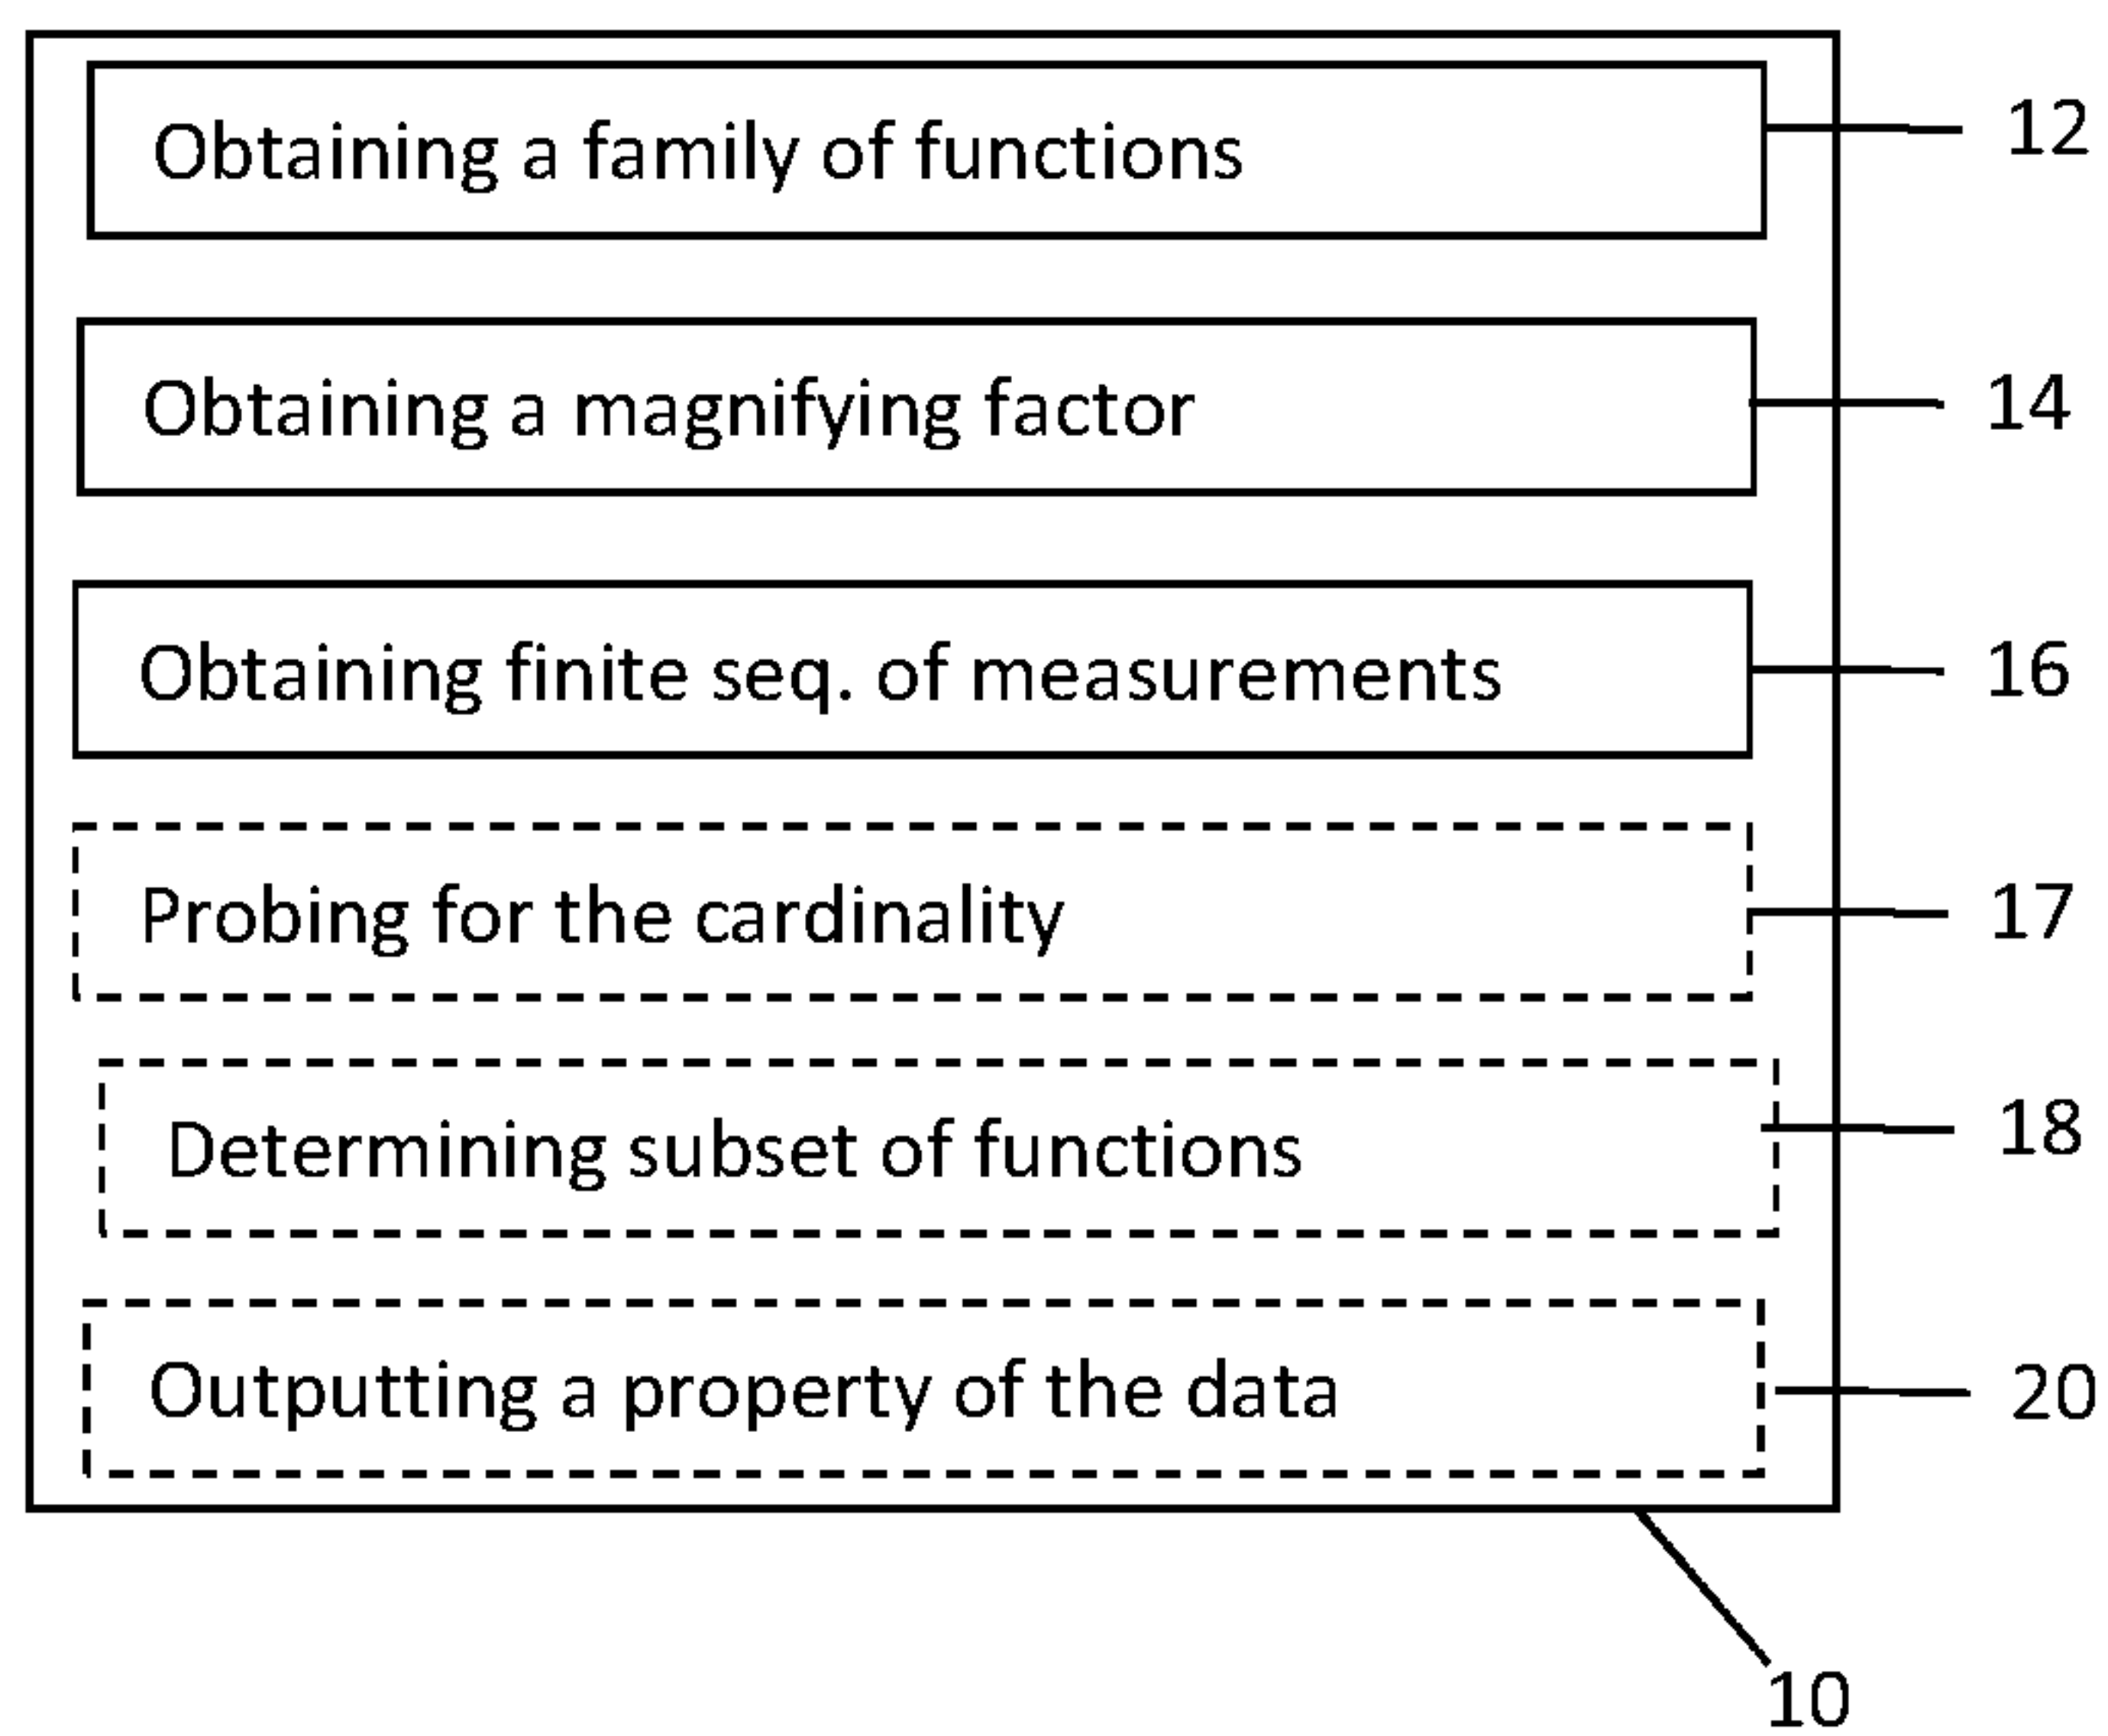 Obtaining a family of functions 12
Obtaining a magnifying factor 14
Obtaining finite seq. of measurements 16
Probing for the cardinality 17
Determining subset of functions 18
Outputting a property of the data 20
10